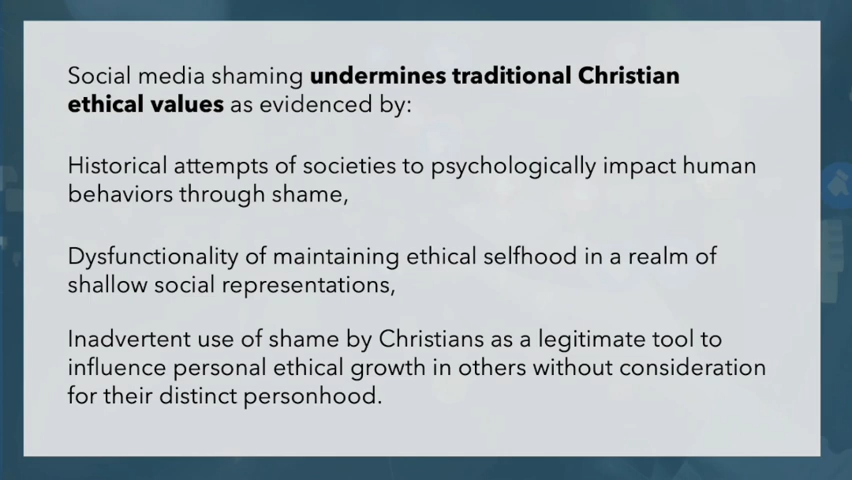 Social media shaming undermines traditional Christian
ethical values as evidenced by:
Historical attempts of societies to psychologically impact human
behaviors through shame,
Dysfunctionality of maintaining ethical selfhood in a realm of
shallow social representations,
Inadvertent use of shame by Christians as a legitimate tool to
influence personal ethical growth in others without consideration
for their distinct personhood.